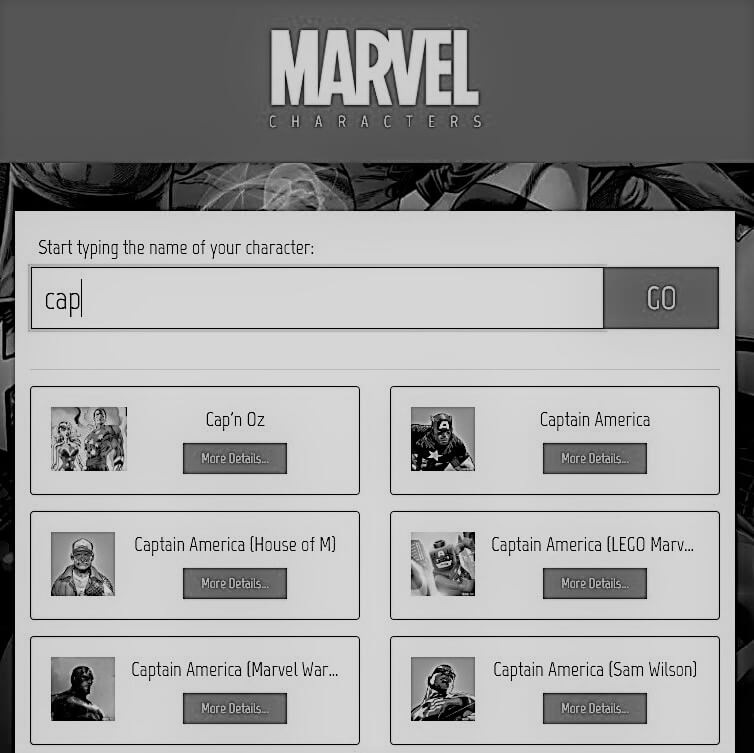 MARVEL
CHARACTERS
Start typing the name of your character:
cap
GO
Cap'n Oz
More Details...
Captain America
More Details...
Captain America (House of M)
More Details...
Captain America (LEGO Marv...
More Details...
Captain America (Marvel War...
More Details...
Captain America (Sam Wilson)
More Details...